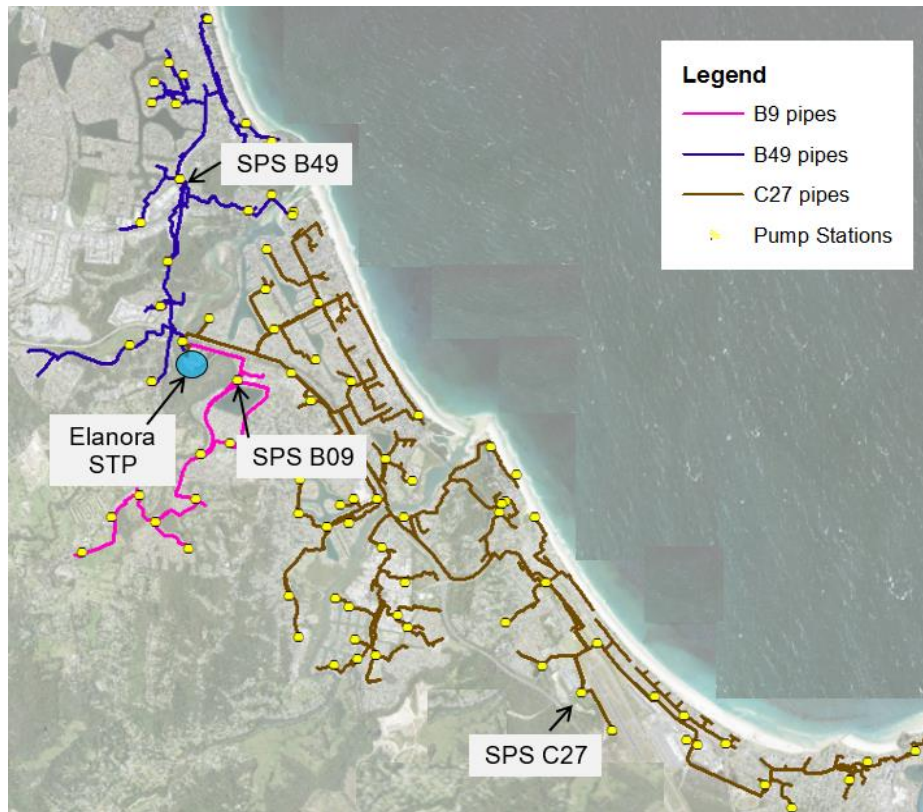 Legend
B9 pipes
B49 pipes
C27 pipes
Pump Stations
SPS B49
Elanora
STP
SPS B09
SPS C27